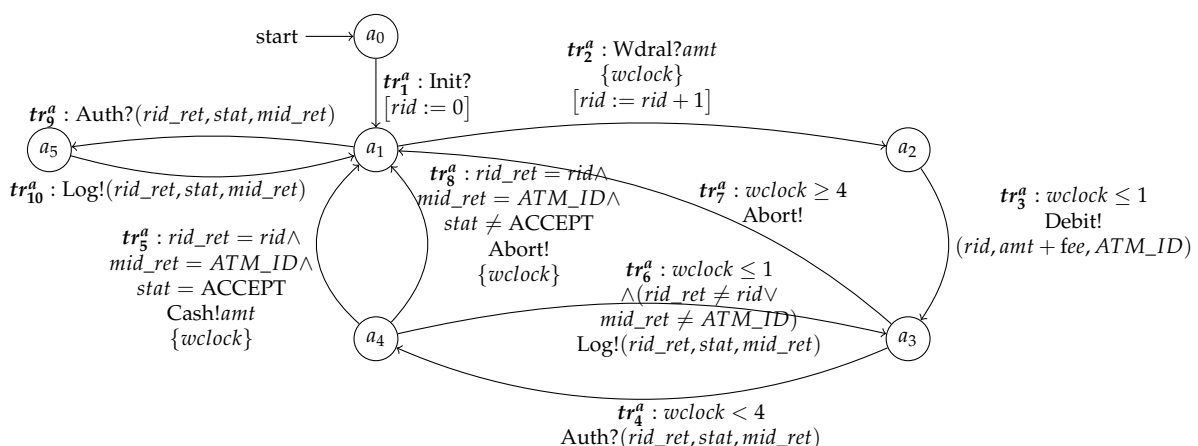 start
a₀
tr₁ᵃ : Init?
[rid := 0]
tr₂ᵃ : Wdral?amt
{wclock}
[rid := rid + 1]
tr₉ᵃ : Auth?(rid_ret, stat, mid_ret)
a₅
a₁
a₂
tr₁₀ᵃ : Log!(rid_ret, stat, mid_ret)
tr₈ᵃ : rid_ret = rid∧
mid_ret = ATM_ID∧
stat ≠ ACCEPT
Abort!
{wclock}
tr₇ᵃ : wclock ≥ 4
Abort!
tr₃ᵃ : wclock ≤ 1
Debit!
(rid, amt + fee, ATM_ID)
tr₅ᵃ : rid_ret = rid∧
mid_ret = ATM_ID∧
stat = ACCEPT
Cash!amt
{wclock}
tr₆ᵃ : wclock ≤ 1
∧(rid_ret ≠ rid∨
mid_ret ≠ ATM_ID)
Log!(rid_ret, stat, mid_ret)
a₄
a₃
tr₄ᵃ : wclock < 4
Auth?(rid_ret, stat, mid_ret)